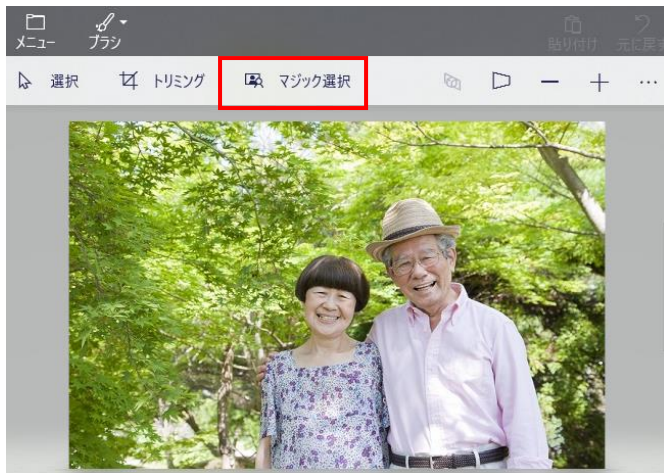 メニュー
ブラシ
貼り付け
元に戻す
選択
トリミング
マジック選択